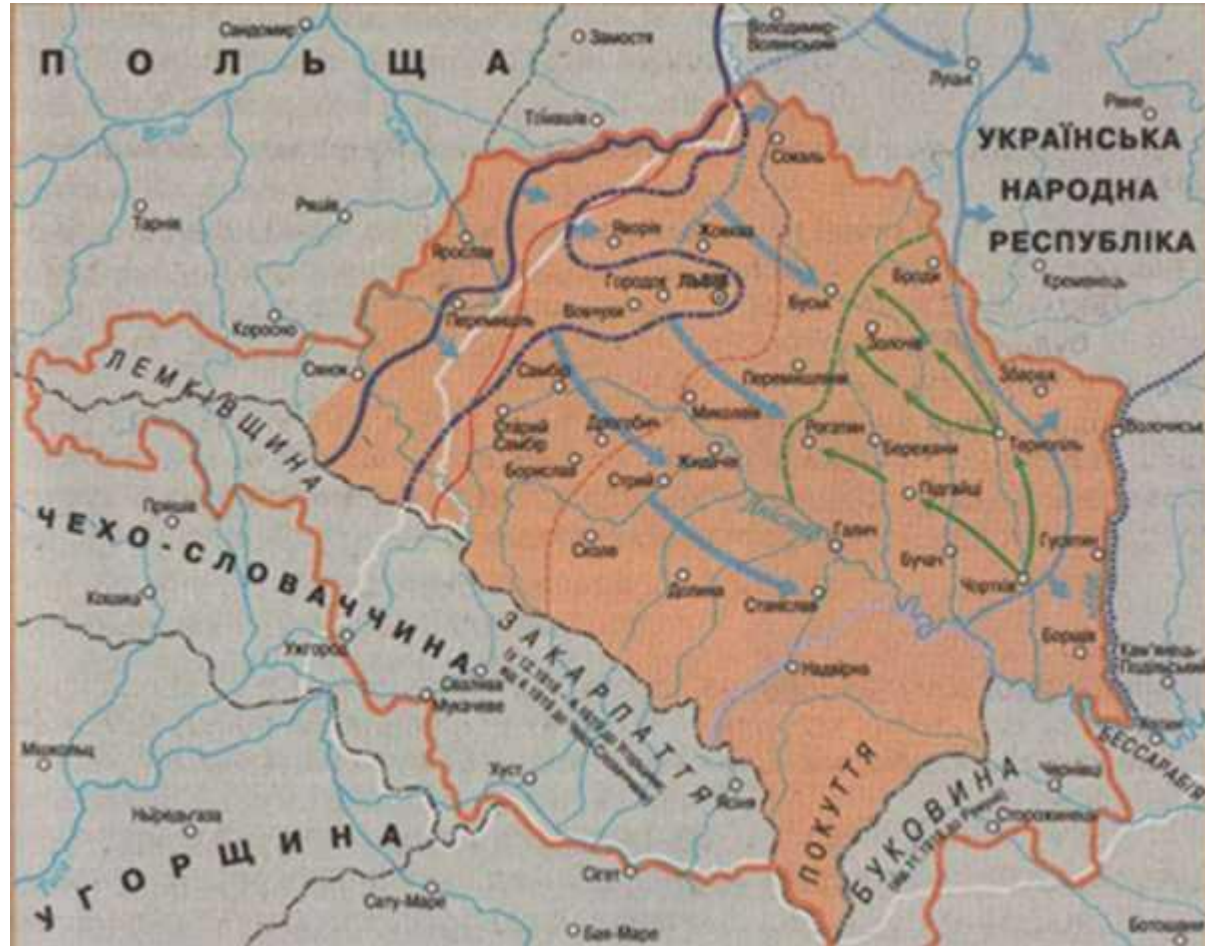 Сандомир
Замостя
Володимир-
Волинський
ПОЛЬЩА
Луцьк
Рівне
Томашів
УКРАЇНСЬКА
НАРОДНА
РЕСПУБЛІКА
Сокаль
Тарнів
Ряшів
Ярослав
Яворів
Жовква
Броди
Кременець
Городок
ЛЬВІВ
Буськ
Перемишль
Вовчухи
Коросно
Золочів
Сянок
ЛЕМКІВЩИНА
Самбір
Перемишляни
Збараж
Миколаїв
Старий
Самбір
Дрогобич
Рогатин
Бережани
Тернопіль
Волочиськ
Борислав
Жидачів
Стрий
Підгайці
Дністер
Пряшів
ЧЕХО-СЛОВАЧЧИНА
Сколе
Галич
Бучач
Гусятин
Чортків
Кошиці
Долина
Станіслав
ЗАКАРПАТТЯ
Ужгород
Борщів
Кам'янець-
Подільський
Свалява
Надвірна
Мукачеве
Хотин
БЕССАРАБІЯ
Мішкольц
Хуст
Ясіня
ПОКУТТЯ
БУКОВИНА
Чернівці
Сторожинець
Ньіредьгаза
УГОРЩИНА
Сігет
Сату-Маре
Бая-Маре
Ботошани